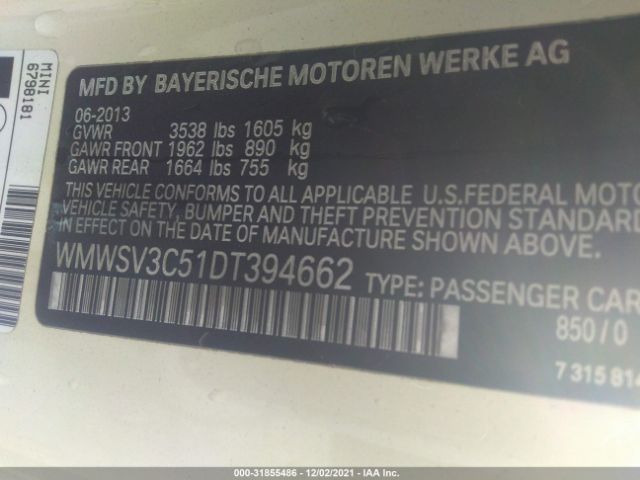 MINI
6798181
MFD BY BAYERISCHE MOTOREN WERKE AG
06-2013
GVWR 3538 lbs 1605 kg
GAWR FRONT 1962 lbs 890 kg
GAWR REAR 1664 lbs 755 kg
THIS VEHICLE CONFORMS TO ALL APPLICABLE U.S.FEDERAL MOTO
VEHICLE SAFETY, BUMPER AND THEFT PREVENTION STANDARD
IN EFFECT ON THE DATE OF MANUFACTURE SHOWN ABOVE
WMWSV3C51DT394662 TYPE: PASSENGER CAR
850/0
7 315 814
000-31855486 - 12/02/2021 - IAA Inc.